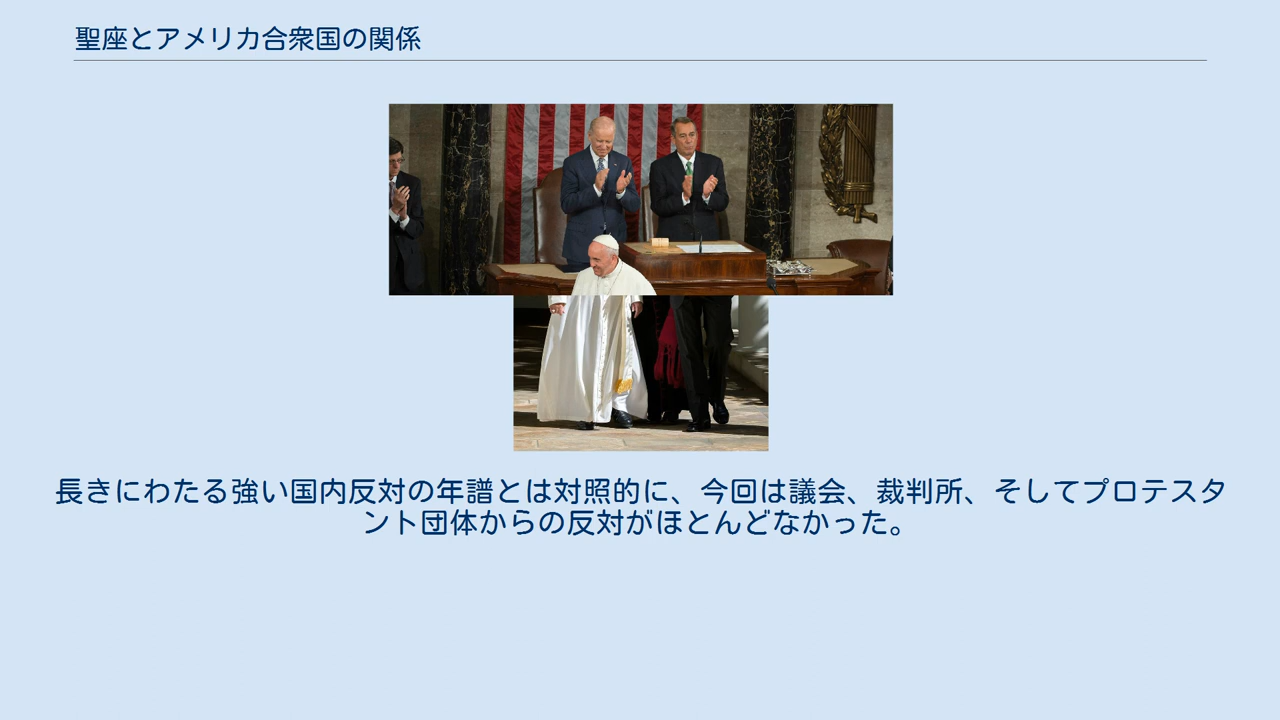 聖座とアメリカ合衆国の関係
長きにわたる強い国内反対の年譜とは対照的に、今回は議会、裁判所、そしてプロテスタ
ント団体からの反対がほとんどなかった。